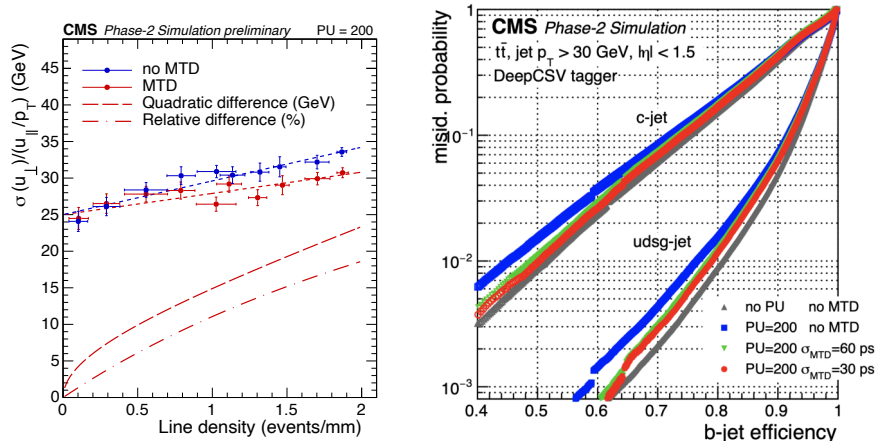 CMS Phase-2 Simulation preliminary PU = 200
σ(u⊥)/(u∥/pT) (GeV)
45
40
35
30
25
20
15
10
5
0
no MTD
MTD
Quadratic difference (GeV)
Relative difference (%)
0 0.5 1 1.5 2
Line density (events/mm)
misid. probability
1
10⁻¹
10⁻²
10⁻³
CMS Phase-2 Simulation
tt̄, jet pT > 30 GeV, |η| < 1.5
DeepCSV tagger
c-jet
udsg-jet
no PU no MTD
PU=200 no MTD
PU=200 σMTD=60 ps
PU=200 σMTD=30 ps
0.4 0.5 0.6 0.7 0.8 0.9 1
b-jet efficiency